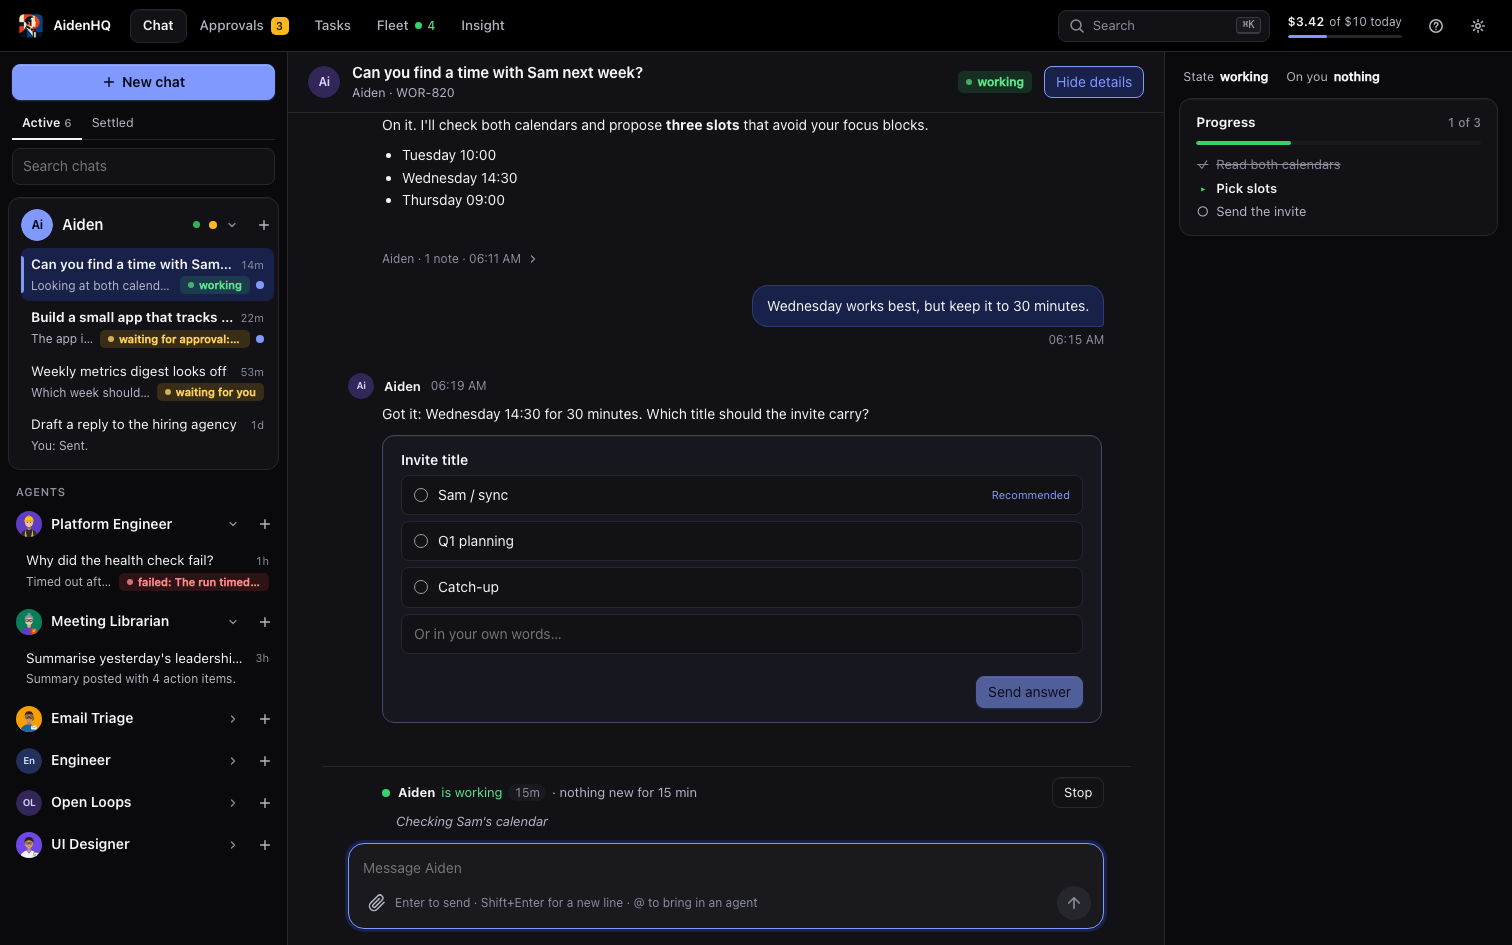 AidenHQ
Chat
Approvals 3
Tasks
Fleet 4
Insight
Search ⌘K
$3.42 of $10 today
+ New chat
Active 6
Settled
Search chats
Ai Aiden
Can you find a time with Sam... 14m
Looking at both calend... working
Build a small app that tracks ... 22m
The app i... waiting for approval:...
Weekly metrics digest looks off 53m
Which week should... waiting for you
Draft a reply to the hiring agency 1d
You: Sent.
AGENTS
Platform Engineer
Why did the health check fail? 1h
Timed out aft... failed: The run timed...
Meeting Librarian
Summarise yesterday's leadershi... 3h
Summary posted with 4 action items.
Email Triage
En Engineer
OL Open Loops
UI Designer
Ai
Can you find a time with Sam next week?
Aiden · WOR-820
working
Hide details
On it. I'll check both calendars and propose three slots that avoid your focus blocks.
• Tuesday 10:00
• Wednesday 14:30
• Thursday 09:00
Aiden · 1 note · 06:11 AM
Wednesday works best, but keep it to 30 minutes.
06:15 AM
Ai Aiden 06:19 AM
Got it: Wednesday 14:30 for 30 minutes. Which title should the invite carry?
Invite title
Sam / sync Recommended
Q1 planning
Catch-up
Or in your own words...
Send answer
Aiden is working 15m · nothing new for 15 min
Stop
Checking Sam's calendar
Message Aiden
Enter to send · Shift+Enter for a new line · @ to bring in an agent
State working On you nothing
Progress 1 of 3
Read both calendars
Pick slots
Send the invite